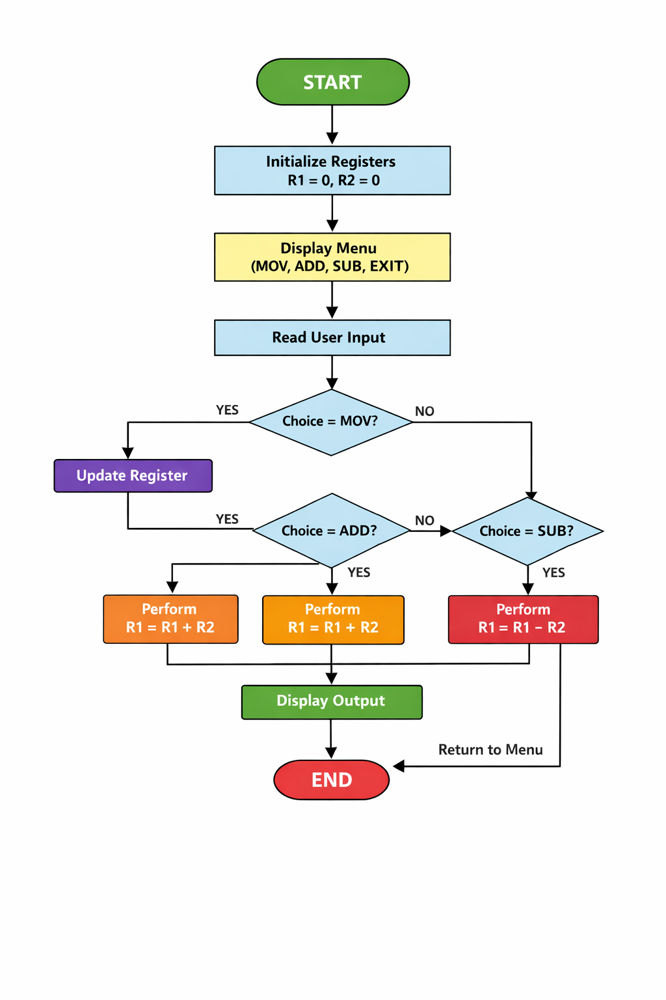 START
Initialize Registers
R1 = 0, R2 = 0
Display Menu
(MOV, ADD, SUB, EXIT)
Read User Input
YES
Choice = MOV?
NO
Update Register
YES
Choice = ADD?
NO
Choice = SUB?
YES
YES
Perform
R1 = R1 + R2
Perform
R1 = R1 + R2
Perform
R1 = R1 − R2
Display Output
Return to Menu
END